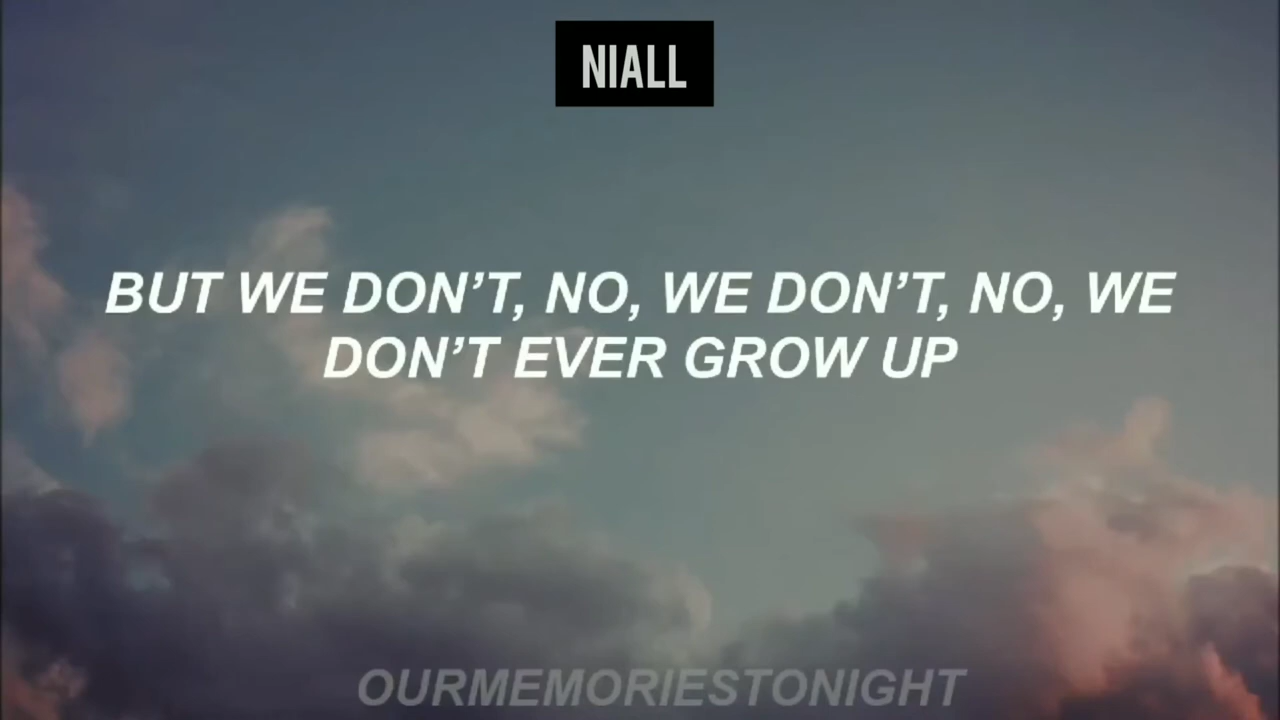 NIALL
BUT WE DON’T, NO, WE DON’T, NO, WE
DON’T EVER GROW UP
OURMEMORIESTONIGHT